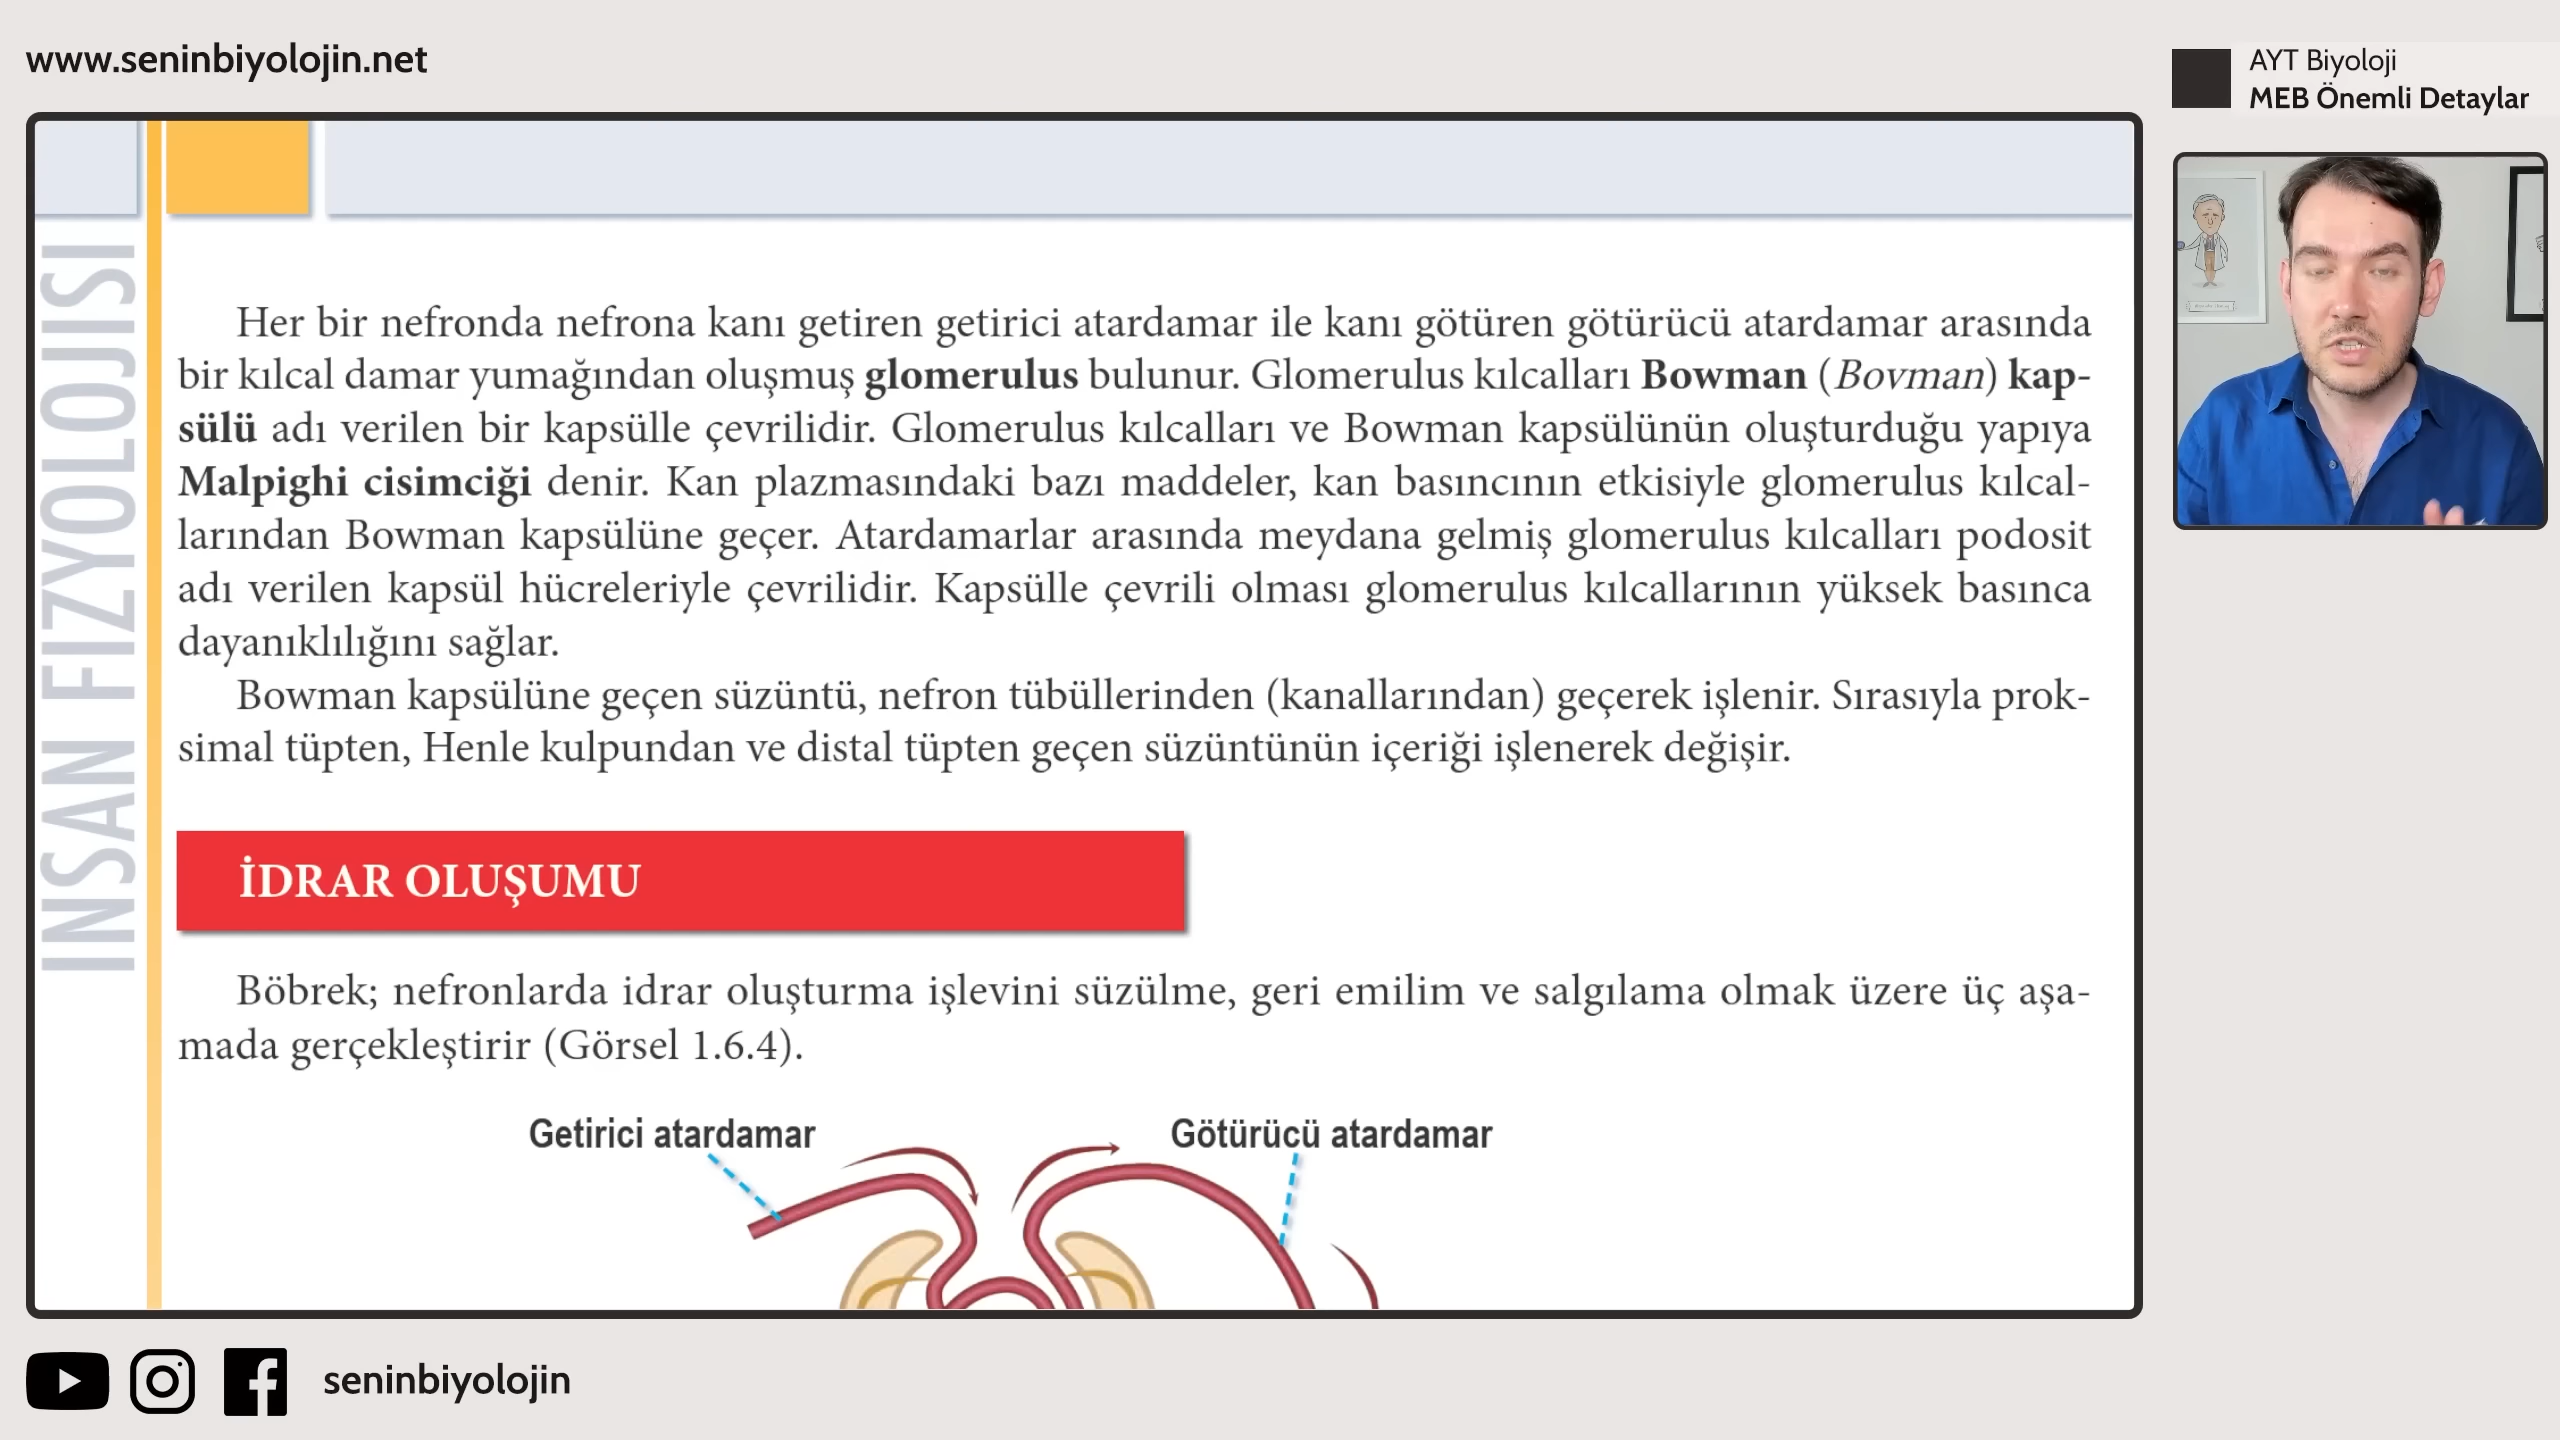 www.seninbiyolojin.net
AYT Biyoloji
MEB Önemli Detaylar
INSAN FIZYOLOJISI
Her bir nefronda nefrona kanı getiren getirici atardamar ile kanı götüren götürücü atardamar arasında
bir kılcal damar yumağından oluşmuş glomerulus bulunur. Glomerulus kılcalları Bowman (Bovman) kap-
sülü adı verilen bir kapsülle çevrilidir. Glomerulus kılcalları ve Bowman kapsülünün oluşturduğu yapıya
Malpighi cisimciği denir. Kan plazmasındaki bazı maddeler, kan basıncının etkisiyle glomerulus kılcal-
larından Bowman kapsülüne geçer. Atardamarlar arasında meydana gelmiş glomerulus kılcalları podosit
adı verilen kapsül hücreleriyle çevrilidir. Kapsülle çevrili olması glomerulus kılcallarının yüksek basınca
dayanıklılığını sağlar.
Bowman kapsülüne geçen süzüntü, nefron tübüllerinden (kanallarından) geçerek işlenir. Sırasıyla prok-
simal tüpten, Henle kulpundan ve distal tüpten geçen süzüntünün içeriği işlenerek değişir.
İDRAR OLUŞUMU
Böbrek; nefronlarda idrar oluşturma işlevini süzülme, geri emilim ve salgılama olmak üzere üç aşa-
mada gerçekleştirir (Görsel 1.6.4).
Getirici atardamar
Götürücü atardamar
seninbiyolojin